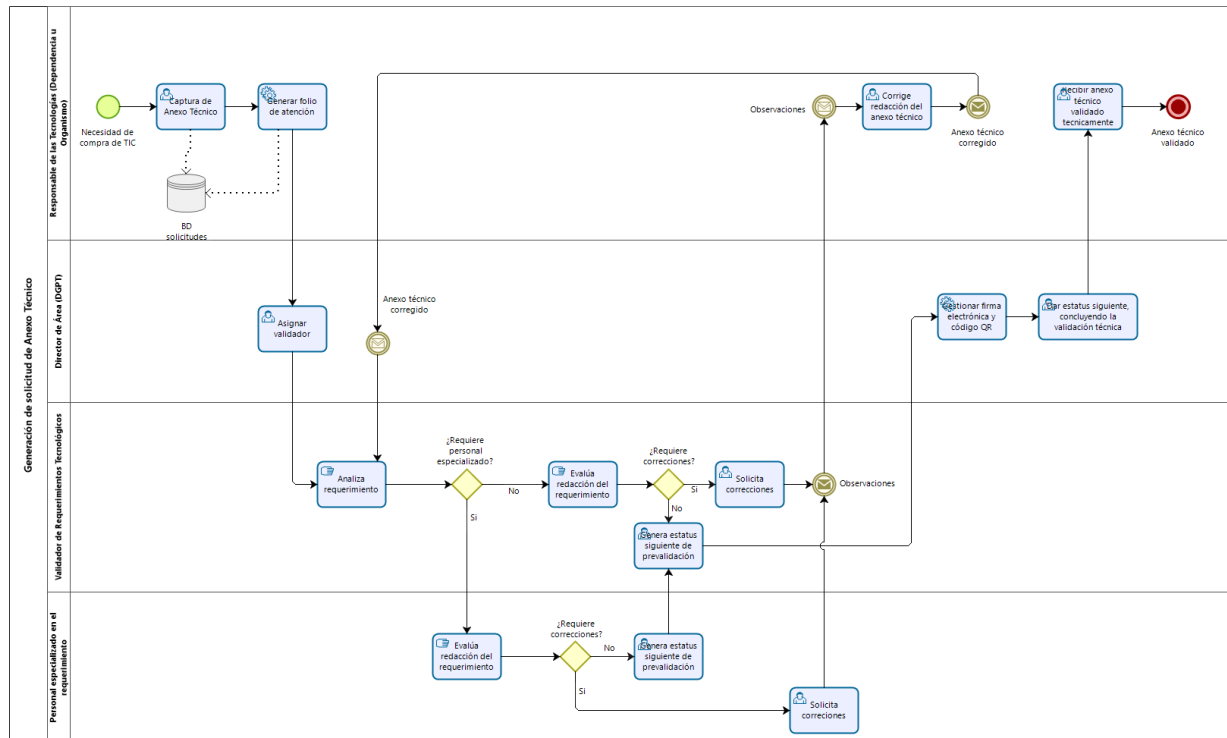 Generación de solicitud de Anexo Técnico
Responsable de las Tecnologías (Dependencia u
Organismo)
Necesidad de
compra de TIC
Captura de
Anexo Técnico
Generar folio
de atención
BD
solicitudes
Observaciones
Corrige
redacción del
anexo técnico
Anexo técnico
corregido
Recibir anexo
técnico
validado
tecnicamente
Anexo técnico
validado
Director de Área (DGPT)
Asignar
validador
Anexo técnico
corregido
Gestionar firma
electrónica y
código QR
Dar estatus siguiente,
concluyendo la
validación técnica
Validador de Requerimientos Tecnológicos
Analiza
requerimiento
¿Requiere
personal
especializado?
No
Si
Evalúa
redacción del
requerimiento
¿Requiere
correcciones?
Si
No
Solicita
correcciones
Observaciones
Genera estatus
siguiente de
prevalidación
Personal especializado en el
requerimiento
Evalúa
redacción del
requerimiento
¿Requiere
correcciones?
No
Si
Genera estatus
siguiente de
prevalidación
Solicita
correciones